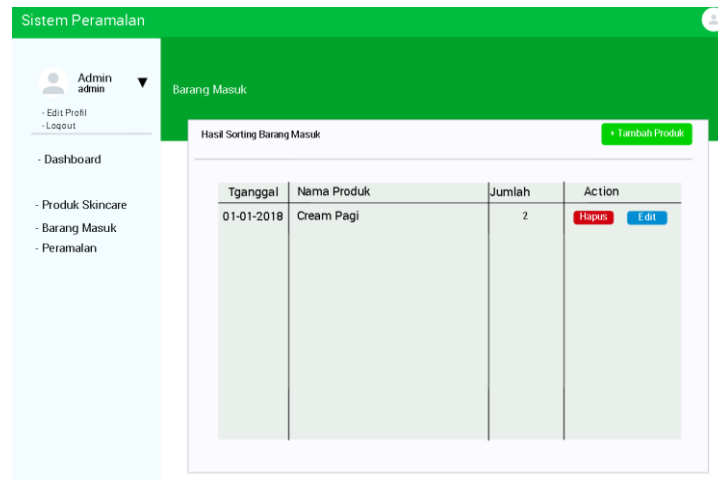 Sistem Peramalan
Admin
admin
- Edit Profil
- Logout
- Dashboard
- Produk Skincare
- Barang Masuk
- Peramalan
Barang Masuk
Hasil Sorting Barang Masuk
+ Tambah Produk
Tganggal Nama Produk Jumlah Action
01-01-2018 Cream Pagi 2 Hapus Edit